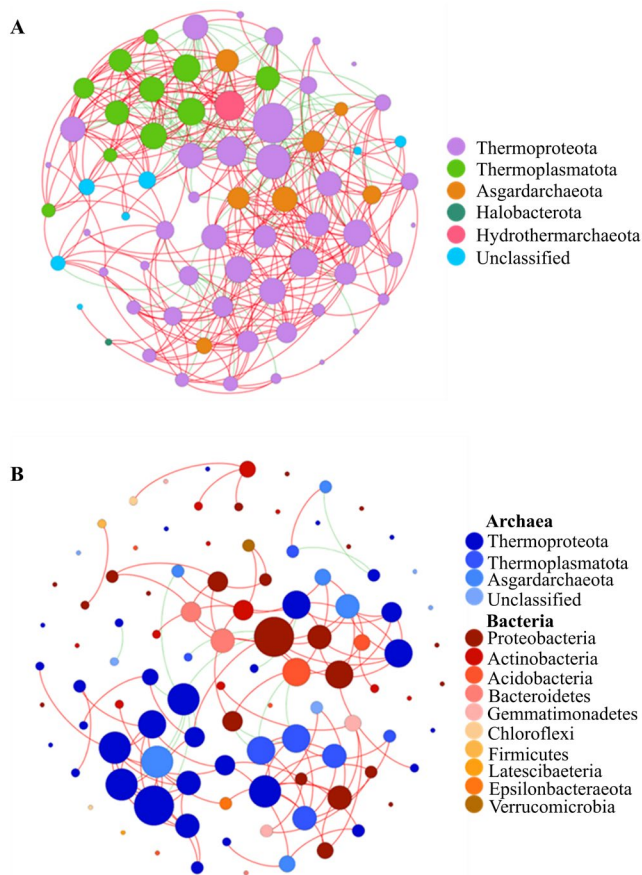 A
Thermoproteota
Thermoplasmatota
Asgardarchaeota
Halobacterota
Hydrothermarchaeota
Unclassified
B
Archaea
Thermoproteota
Thermoplasmatota
Asgardarchaeota
Unclassified
Bacteria
Proteobacteria
Actinobacteria
Acidobacteria
Bacteroidetes
Gemmatimonadetes
Chloroflexi
Firmicutes
Latescibaeteria
Epsilonbacteraeota
Verrucomicrobia